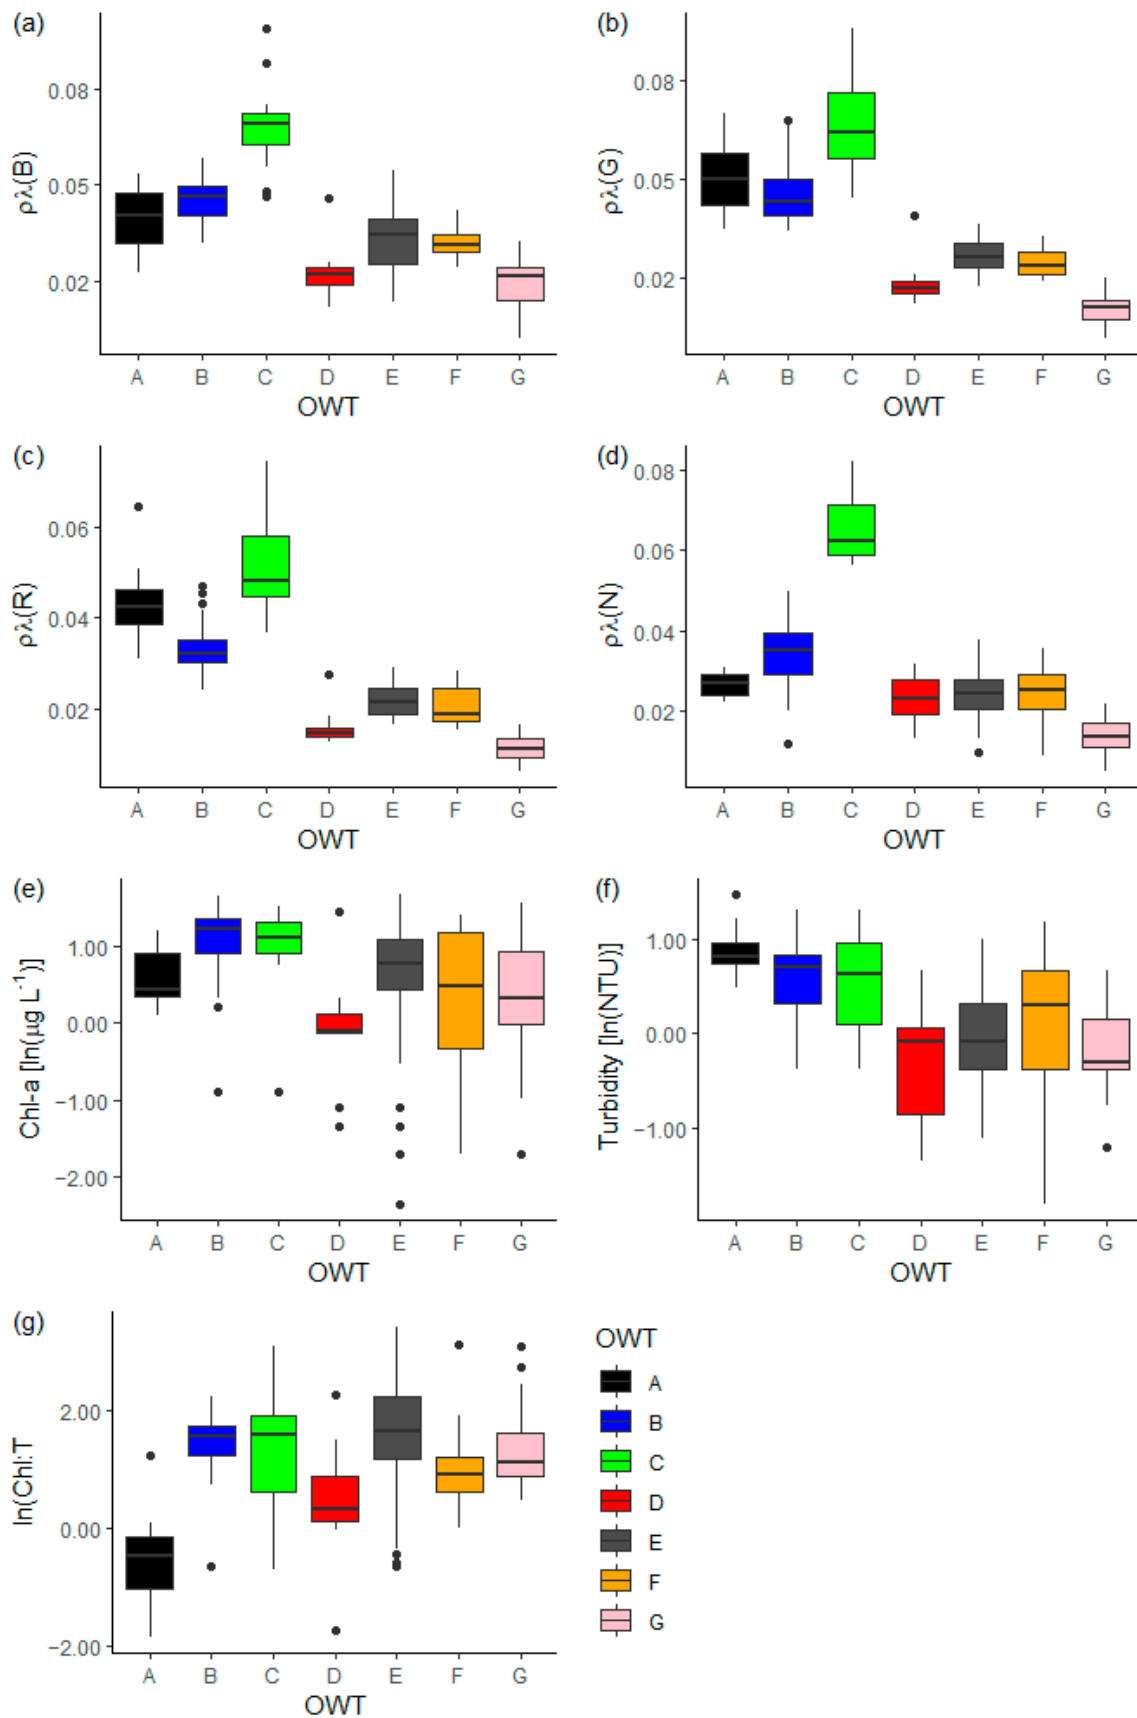 (a)
0.08
0.05
0.02
ρλ(B)
A B C D E F G
OWT
(b)
0.08
0.05
0.02
ρλ(G)
A B C D E F G
OWT
(c)
0.06
0.04
0.02
ρλ(R)
A B C D E F G
OWT
(d)
0.08
0.06
0.04
0.02
ρλ(N)
A B C D E F G
OWT
(e)
1.00
0.00
−1.00
−2.00
Chl-a [ln(μg L⁻¹)]
A B C D E F G
OWT
(f)
1.00
0.00
−1.00
Turbidity [ln(NTU)]
A B C D E F G
OWT
(g)
2.00
0.00
−2.00
ln(Chl:T)
A B C D E F G
OWT
OWT
A
B
C
D
E
F
G